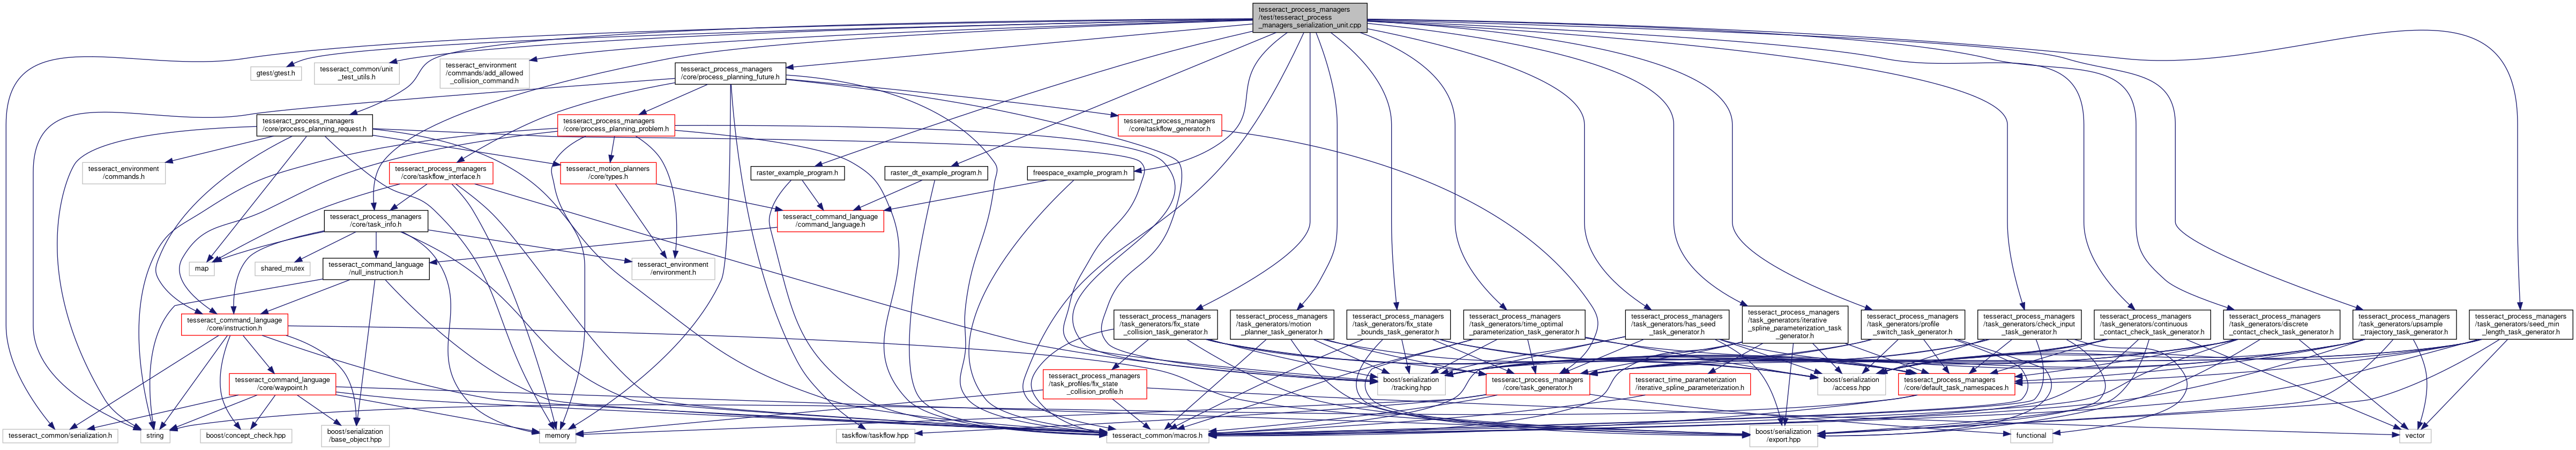 tesseract_process_managers
/test/tesseract_process
_managers_serialization_unit.cpp
gtest/gtest.h
tesseract_common/unit
_test_utils.h
tesseract_environment
/commands/add_allowed
_collision_command.h
tesseract_process_managers
/core/process_planning_future.h
tesseract_process_managers
/core/process_planning_request.h
tesseract_process_managers
/core/process_planning_problem.h
tesseract_process_managers
/core/taskflow_generator.h
tesseract_environment
/commands.h
tesseract_process_managers
/core/taskflow_interface.h
tesseract_motion_planners
/core/types.h
raster_example_program.h
raster_dt_example_program.h
freespace_example_program.h
tesseract_process_managers
/core/task_info.h
tesseract_command_language
/command_language.h
map
shared_mutex
tesseract_command_language
/null_instruction.h
tesseract_environment
/environment.h
tesseract_command_language
/core/instruction.h
tesseract_process_managers
/task_generators/fix_state
_collision_task_generator.h
tesseract_process_managers
/task_generators/motion
_planner_task_generator.h
tesseract_process_managers
/task_generators/fix_state
_bounds_task_generator.h
tesseract_process_managers
/task_generators/time_optimal
_parameterization_task_generator.h
tesseract_process_managers
/task_generators/has_seed
_task_generator.h
tesseract_process_managers
/task_generators/iterative
_spline_parameterization_task
_generator.h
tesseract_process_managers
/task_generators/profile
_switch_task_generator.h
tesseract_process_managers
/task_generators/check_input
_task_generator.h
tesseract_process_managers
/task_generators/continuous
_contact_check_task_generator.h
tesseract_process_managers
/task_generators/discrete
_contact_check_task_generator.h
tesseract_process_managers
/task_generators/upsample
_trajectory_task_generator.h
tesseract_process_managers
/task_generators/seed_min
_length_task_generator.h
tesseract_command_language
/core/waypoint.h
tesseract_process_managers
/task_profiles/fix_state
_collision_profile.h
boost/serialization
/tracking.hpp
tesseract_process_managers
/core/task_generator.h
tesseract_time_parameterization
/iterative_spline_parameterization.h
boost/serialization
/access.hpp
tesseract_process_managers
/core/default_task_namespaces.h
tesseract_common/serialization.h
string
boost/concept_check.hpp
boost/serialization
/base_object.hpp
memory
taskflow/taskflow.hpp
tesseract_common/macros.h
boost/serialization
/export.hpp
functional
vector